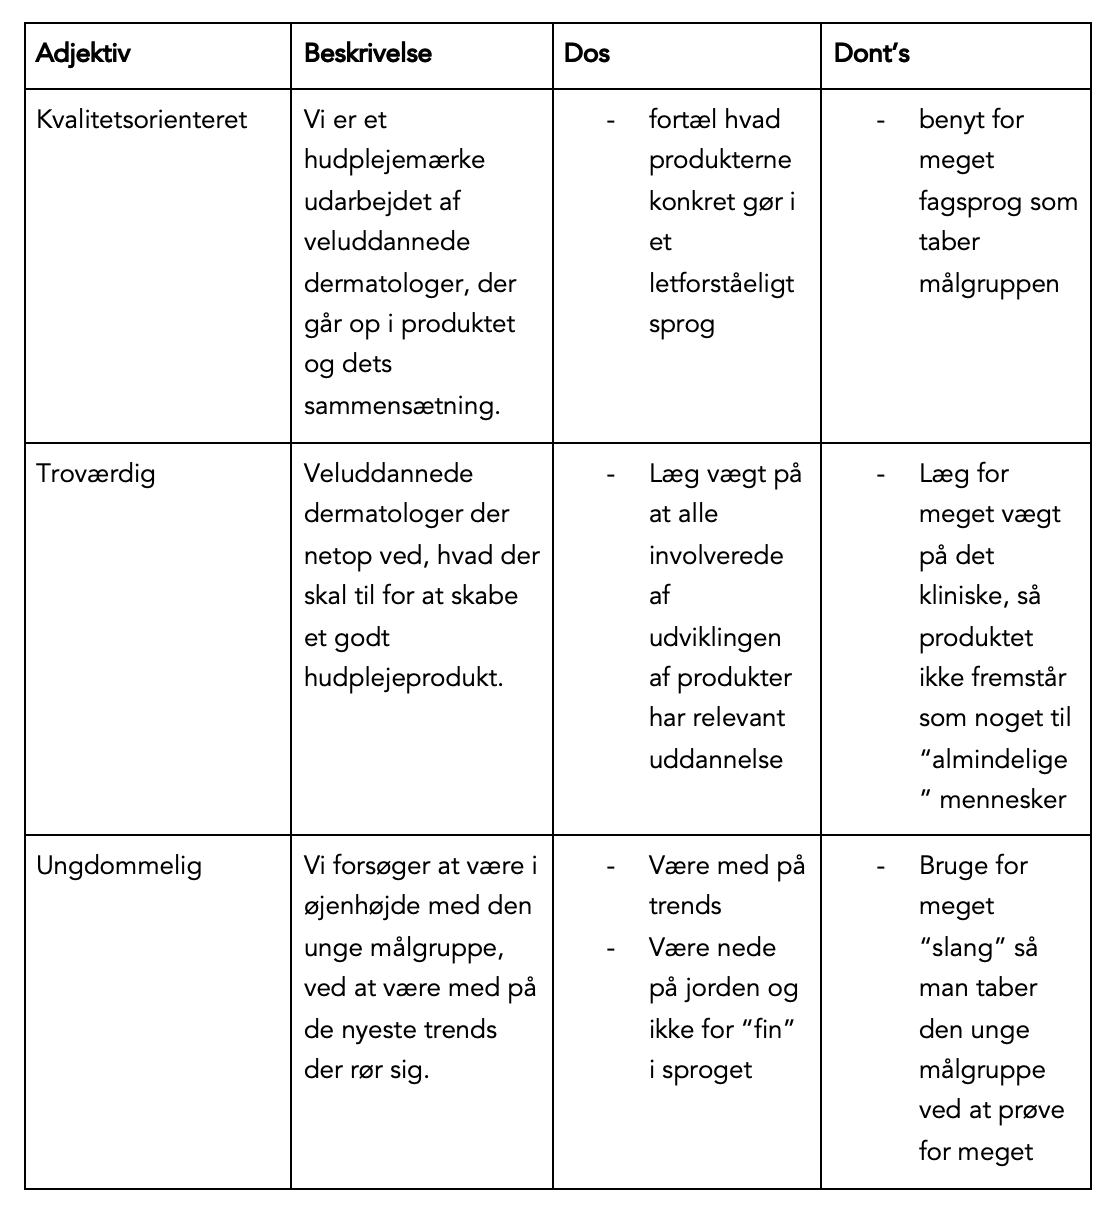 Adjektiv
Beskrivelse
Dos
Dont's
Kvalitetsorienteret
Vi er et
hudplejemærke
udarbejdet af
veluddannede
dermatologer, der
går op i produktet
og dets
sammensætning.
- fortæl hvad
produkterne
konkret gør i
et
letforståeligt
sprog
- benyt for
meget
fagsprog som
taber
målgruppen
Troværdig
Veluddannede
dermatologer der
netop ved, hvad der
skal til for at skabe
et godt
hudplejeprodukt.
- Læg vægt på
at alle
involverede
af
udviklingen
af produkter
har relevant
uddannelse
- Læg for
meget vægt
på det
kliniske, så
produktet
ikke fremstår
som noget til
“almindelige
” mennesker
Ungdommelig
Vi forsøger at være i
øjenhøjde med den
unge målgruppe,
ved at være med på
de nyeste trends
der rør sig.
- Være med på
trends
- Være nede
på jorden og
ikke for “fin”
i sproget
- Bruge for
meget
“slang” så
man taber
den unge
målgruppe
ved at prøve
for meget